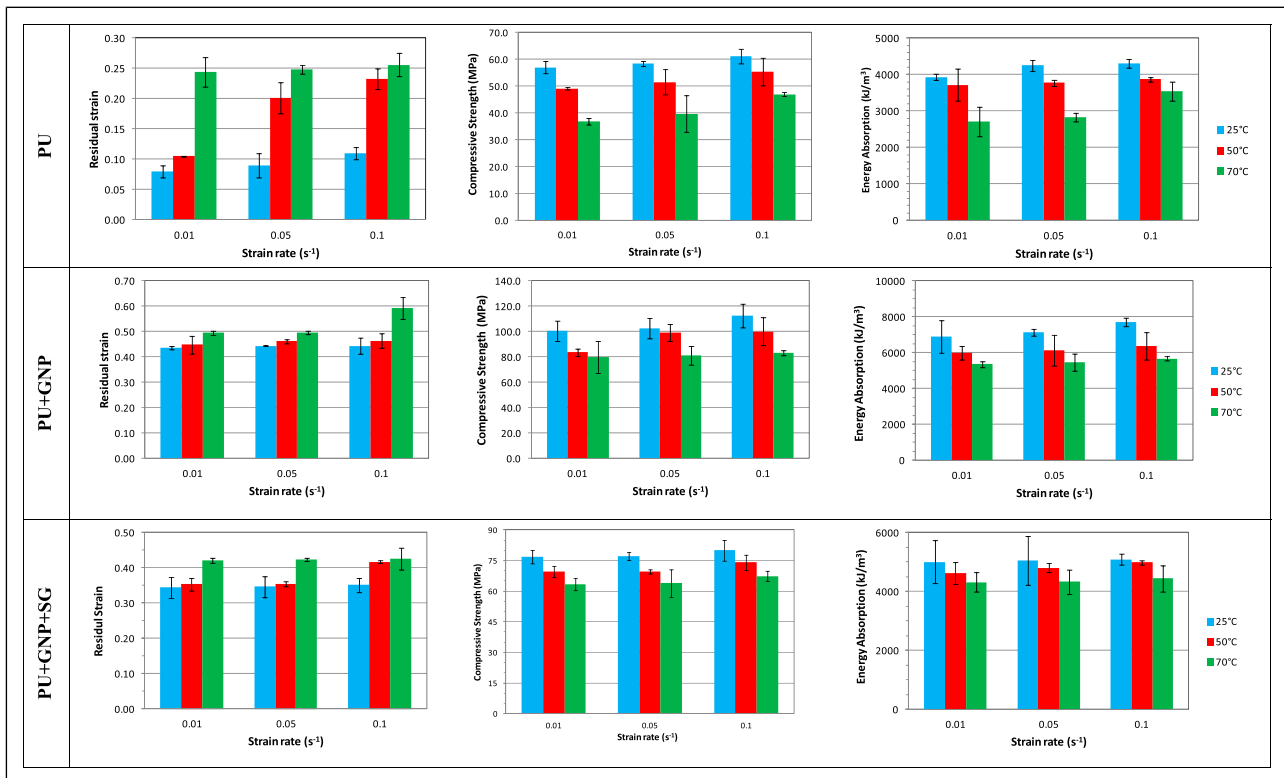 PU
Residual strain
0.30
0.25
0.20
0.15
0.10
0.05
0.00
0.01 0.05 0.1
Strain rate (s-1)
Compressive Strength (MPa)
70.0
60.0
50.0
40.0
30.0
20.0
10.0
0.0
0.01 0.05 0.1
Strain rate (s-1)
Energy Absorption (kJ/m3)
5000
4000
3000
2000
1000
0
0.01 0.05 0.1
Strain rate (s-1)
25°C
50°C
70°C
PU+GNP
Residual strain
0.70
0.60
0.50
0.40
0.30
0.20
0.10
0.00
0.01 0.05 0.1
Strain rate (s-1)
Compressive Strength (MPa)
140.0
120.0
100.0
80.0
60.0
40.0
20.0
0.0
0.01 0.05 0.1
Strain rate (s-1)
Energy Absorption (kJ/m3)
10000
8000
6000
4000
2000
0
0.01 0.05 0.1
Strain rate (s-1)
25°C
50°C
70°C
PU+GNP+SG
Residul Strain
0.50
0.40
0.30
0.20
0.10
0.00
0.01 0.05 0.1
Strain rate (s-1)
Compressive Strength (MPa)
90
75
60
45
30
15
0
0.01 0.05 0.1
Strain rate (s-1)
Energy Absorption (kJ/m3)
6000
4000
2000
0
0.01 0.05 0.1
Strain rate (s-1)
25°C
50°C
70°C